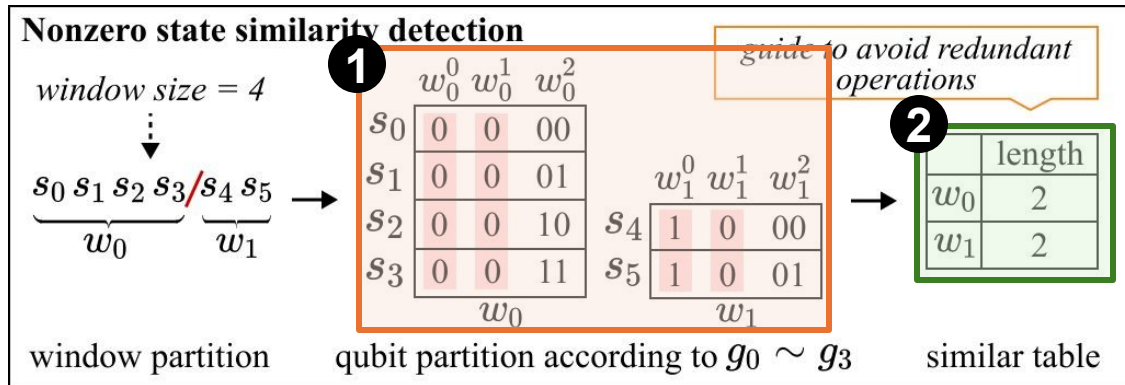 Nonzero state similarity detection
window size = 4
s₀ s₁ s₂ s₃ / s₄ s₅
w₀ w₁
window partition
1
w₀⁰ w₀¹ w₀²
s₀ 0 0 00
s₁ 0 0 01
s₂ 0 0 10
s₃ 0 0 11
w₀
w₁⁰ w₁¹ w₁²
s₄ 1 0 00
s₅ 1 0 01
w₁
qubit partition according to g₀ ∼ g₃
guide to avoid redundant
operations
2
length
w₀ 2
w₁ 2
similar table